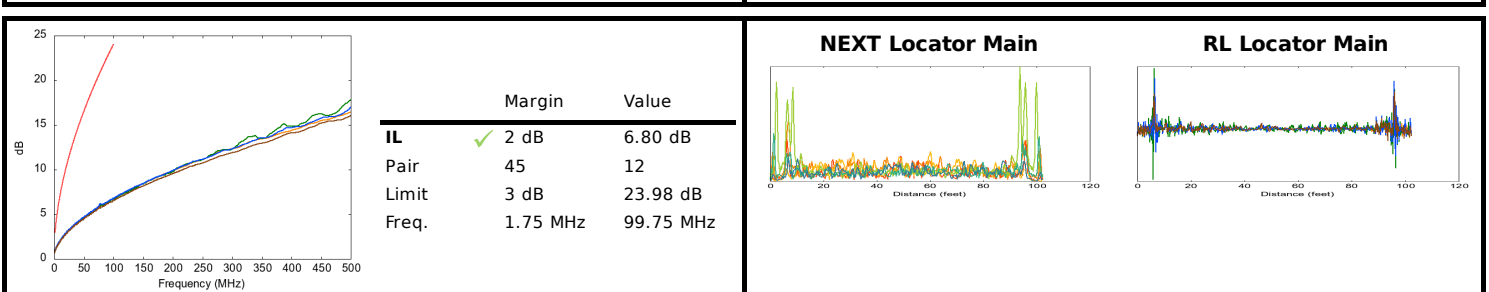 25
20
15
10
5
0
dB
0 50 100 150 200 250 300 350 400 450 500
Frequency (MHz)
Margin Value
IL ✓ 2 dB 6.80 dB
Pair 45 12
Limit 3 dB 23.98 dB
Freq. 1.75 MHz 99.75 MHz
NEXT Locator Main
0 20 40 60 80 100 120
Distance (feet)
RL Locator Main
0 20 40 60 80 100 120
Distance (feet)